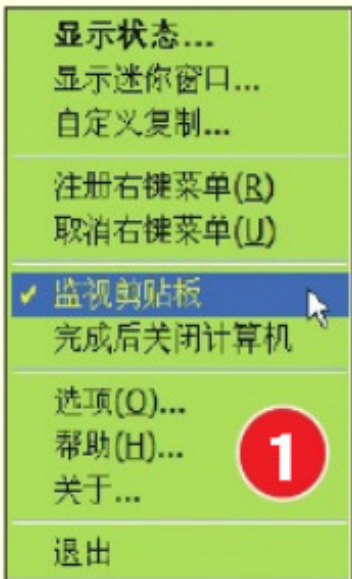 显示状态...
显示迷你窗口...
自定义复制...
注册右键菜单(R)
取消右键菜单(U)
✓ 监视剪贴板
完成后关闭计算机
选项(O)...
帮助(H)...
关于...
退出
1